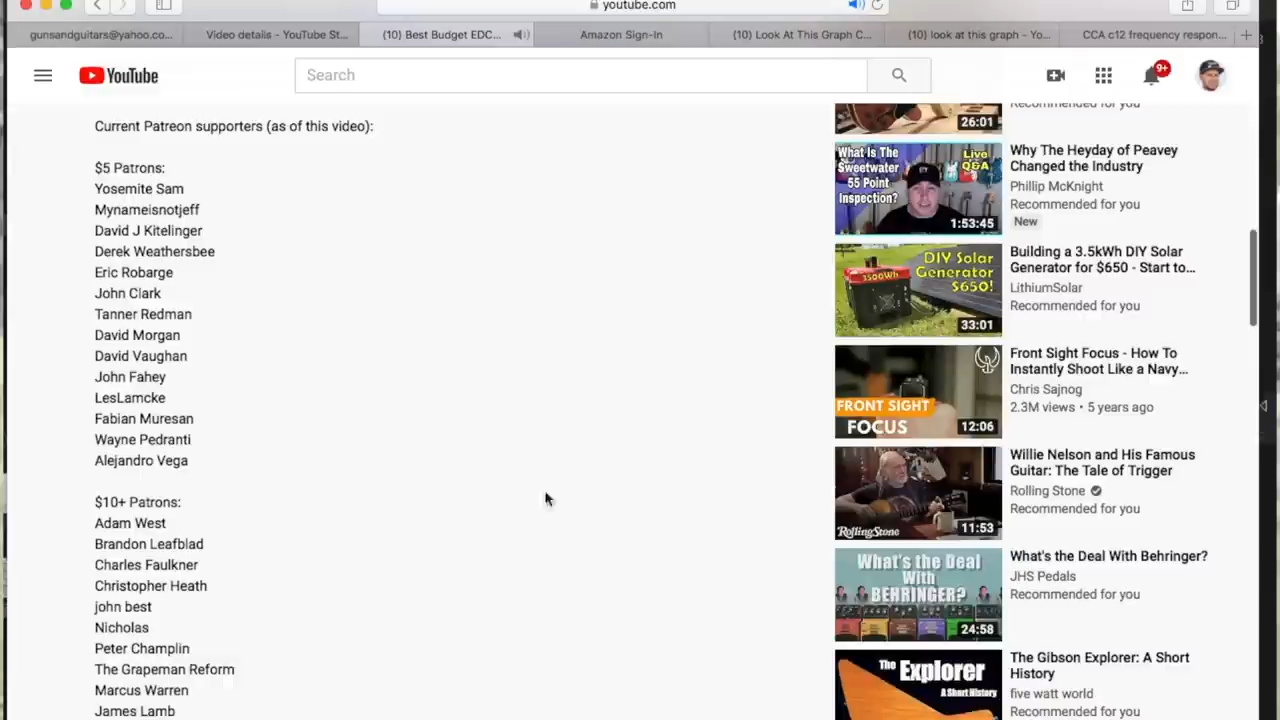 youtube.com
gunsandguitars@yahoo.co...
Video details - YouTube St...
(10) Best Budget EDC...
Amazon Sign-In
(10) Look At This Graph C...
(10) look at this graph - Yo...
CCA c12 frequency respon...
YouTube
Search
9+
Current Patreon supporters (as of this video):
$5 Patrons:
Yosemite Sam
Mynameisnotjeff
David J Kitelinger
Derek Weathersbee
Eric Robarge
John Clark
Tanner Redman
David Morgan
David Vaughan
John Fahey
LesLamcke
Fabian Muresan
Wayne Pedranti
Alejandro Vega
$10+ Patrons:
Adam West
Brandon Leafblad
Charles Faulkner
Christopher Heath
john best
Nicholas
Peter Champlin
The Grapeman Reform
Marcus Warren
James Lamb
26:01
Recommended for you
What Is The
Sweetwater
55 Point
Inspection?
Live
Q&A
1:53:45
Why The Heyday of Peavey
Changed the Industry
Phillip McKnight
Recommended for you
New
DIY Solar
Generator
$650!
3500Wh
33:01
Building a 3.5kWh DIY Solar
Generator for $650 - Start to...
LithiumSolar
Recommended for you
FRONT SIGHT
FOCUS
12:06
Front Sight Focus - How To
Instantly Shoot Like a Navy...
Chris Sajnog
2.3M views • 5 years ago
RollingStone
11:53
Willie Nelson and His Famous
Guitar: The Tale of Trigger
Rolling Stone
Recommended for you
What's the Deal
With
BEHRINGER?
24:58
What's the Deal With Behringer?
JHS Pedals
Recommended for you
The Explorer
A Short History
The Gibson Explorer: A Short
History
five watt world
Recommended for you